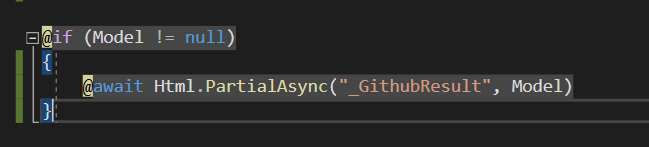 @if (Model != null)
{
@await Html.PartialAsync("_GithubResult", Model)
}